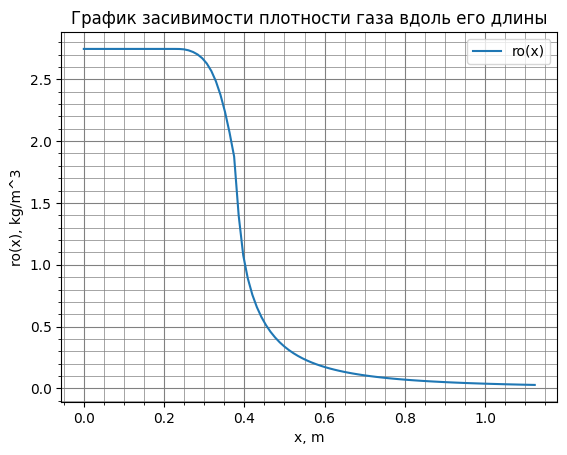 График засивимости плотности газа вдоль его длины
ro(x)
ro(x), kg/m^3
2.5
2.0
1.5
1.0
0.5
0.0
0.0 0.2 0.4 0.6 0.8 1.0
x, m